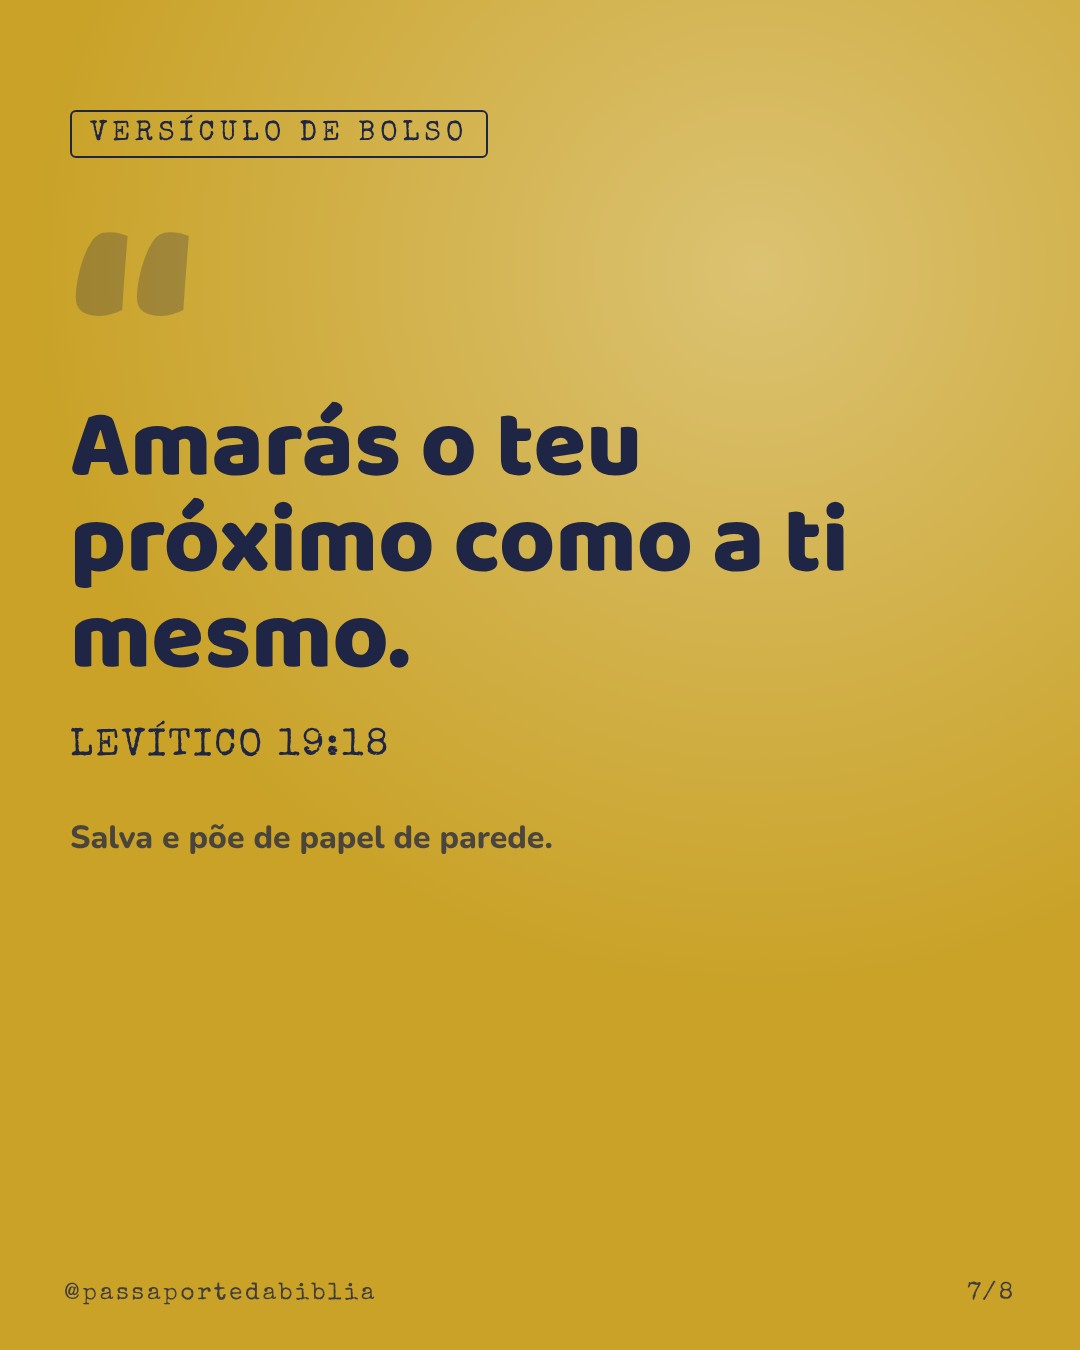 VERSÍCULO DE BOLSO
“
Amarás o teu
próximo como a ti
mesmo.
LEVÍTICO 19:18
Salva e põe de papel de parede.
@passaportedabiblia
7/8